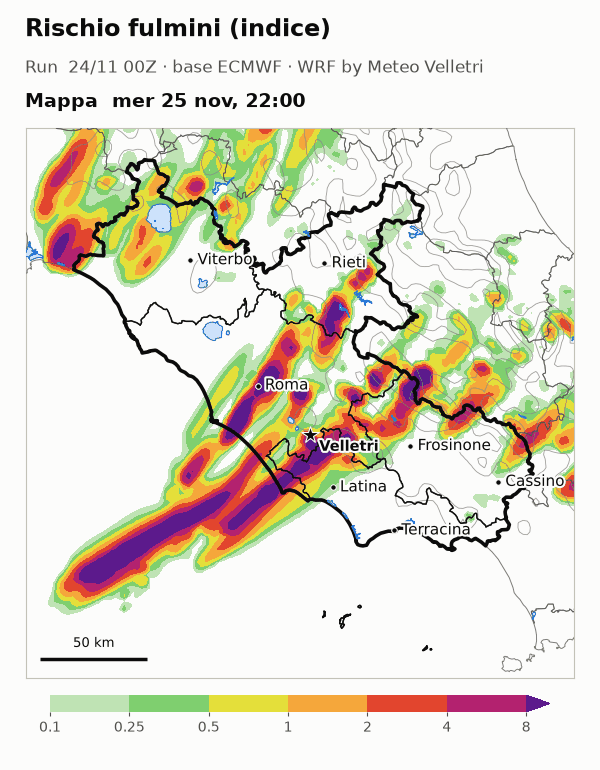 Rischio fulmini (indice)
Run  24/11 00Z · base ECMWF · WRF by Meteo Velletri
Mappa  mer 25 nov, 22:00
Viterbo
Rieti
Roma
Velletri
Frosinone
Cassino
Latina
Terracina
50 km
0.1 0.25 0.5 1 2 4 8